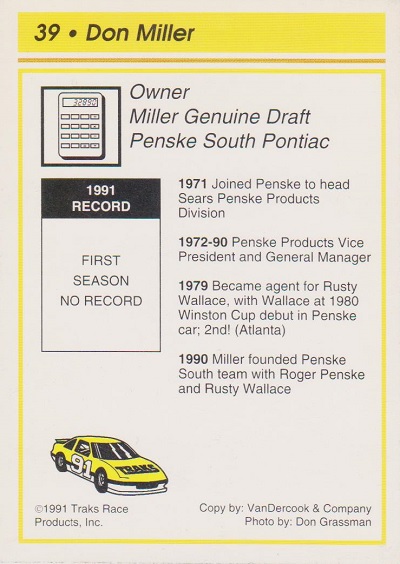 39 • Don Miller
32850
Owner
Miller Genuine Draft
Penske South Pontiac
1991
RECORD
FIRST
SEASON
NO RECORD
1971 Joined Penske to head
Sears Penske Products
Division
1972-90 Penske Products Vice
President and General Manager
1979 Became agent for Rusty
Wallace, with Wallace at 1980
Winston Cup debut in Penske
car; 2nd! (Atlanta)
1990 Miller founded Penske
South team with Roger Penske
and Rusty Wallace
91
TRAKS
©1991 Traks Race
Products, Inc.
Copy by: VanDercook & Company
Photo by: Don Grassman